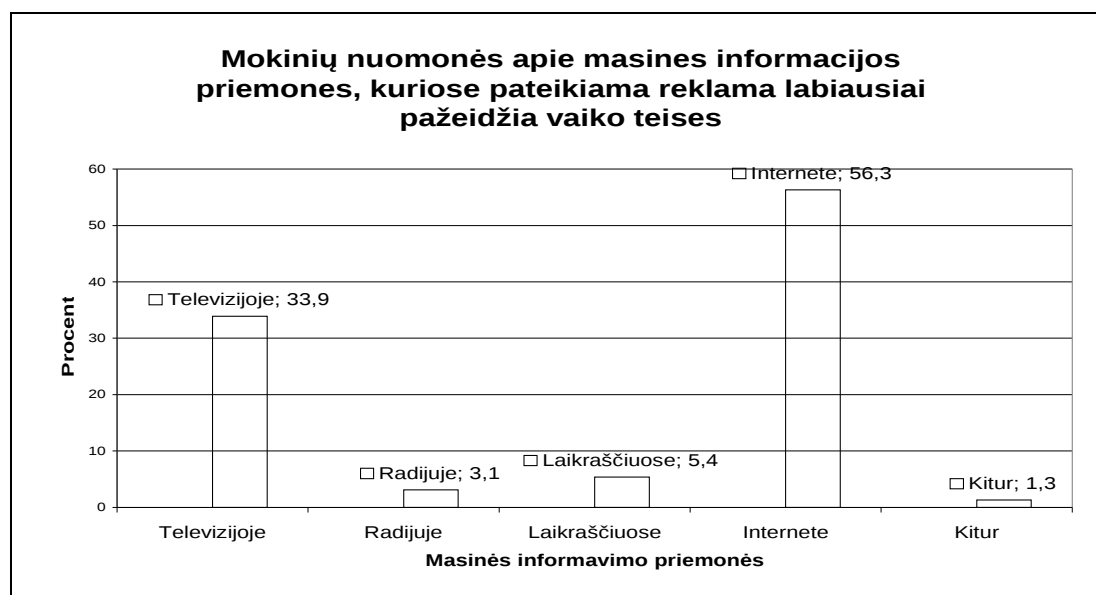 Mokinių nuomonės apie masines informacijos
priemones, kuriose pateikiama reklama labiausiai
pažeidžia vaiko teises
Procent
60
50
40
30
20
10
0
Internete; 56,3
Televizijoje; 33,9
Laikraščiuose; 5,4
Radijuje; 3,1
Kitur; 1,3
Televizijoje
Radijuje
Laikraščiuose
Internete
Kitur
Masinės informavimo priemonės